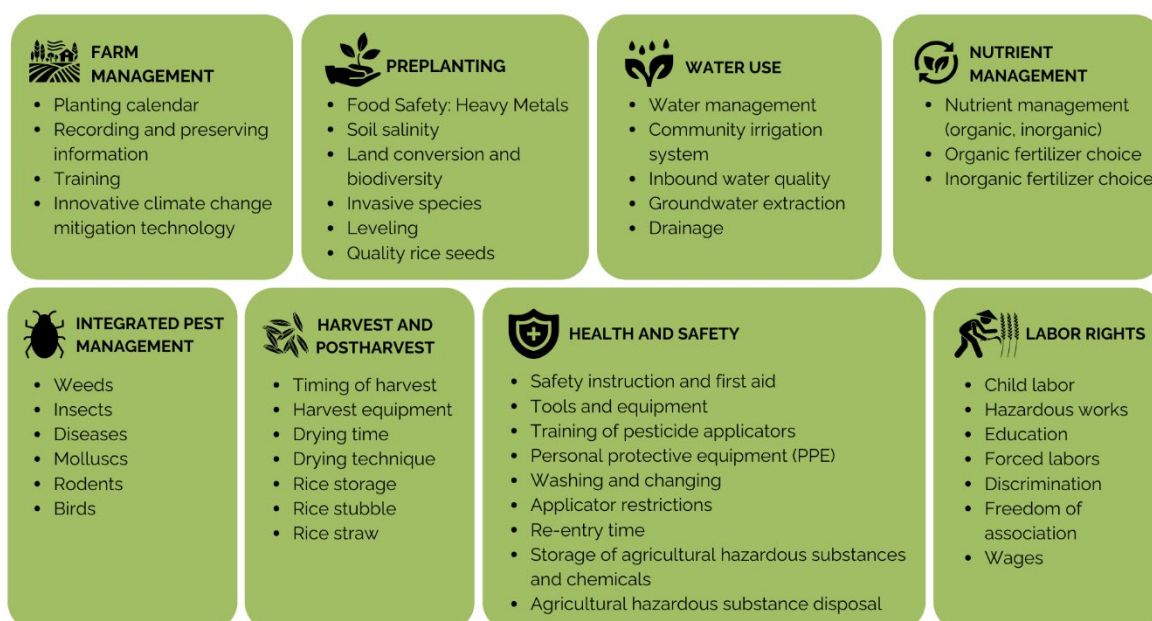 FARM
MANAGEMENT
• Planting calendar
• Recording and preserving
information
• Training
• Innovative climate change
mitigation technology
PREPLANTING
• Food Safety: Heavy Metals
• Soil salinity
• Land conversion and
biodiversity
• Invasive species
• Leveling
• Quality rice seeds
WATER USE
• Water management
• Community irrigation
system
• Inbound water quality
• Groundwater extraction
• Drainage
NUTRIENT
MANAGEMENT
• Nutrient management
(organic, inorganic)
• Organic fertilizer choice
• Inorganic fertilizer choice
INTEGRATED PEST
MANAGEMENT
• Weeds
• Insects
• Diseases
• Molluscs
• Rodents
• Birds
HARVEST AND
POSTHARVEST
• Timing of harvest
• Harvest equipment
• Drying time
• Drying technique
• Rice storage
• Rice stubble
• Rice straw
HEALTH AND SAFETY
• Safety instruction and first aid
• Tools and equipment
• Training of pesticide applicators
• Personal protective equipment (PPE)
• Washing and changing
• Applicator restrictions
• Re-entry time
• Storage of agricultural hazardous substances
and chemicals
• Agricultural hazardous substance disposal
LABOR RIGHTS
• Child labor
• Hazardous works
• Education
• Forced labors
• Discrimination
• Freedom of
association
• Wages